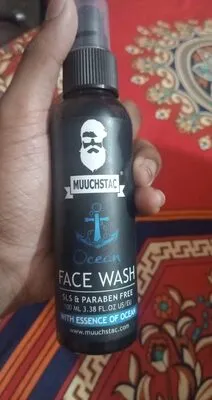 MUUCHSTAC
Ocean
FACE WASH
SLS & PARABEN FREE
100 ML 3.38 FL.OZ US/EU
WITH ESSENCE OF OCEAN
www.muuchstac.com